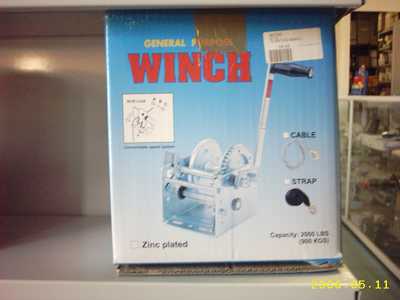 GENERAL PURPOSE
WINCH
CABLE
STRAP
Capacity: 2000 LBS
(900 KGS)
Zinc plated
2006.05.11